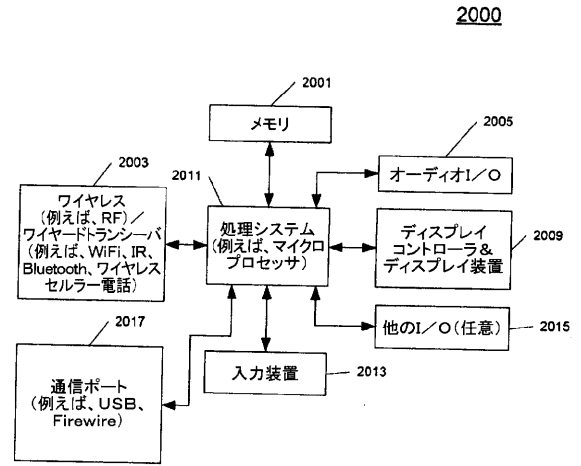 2000
2001
メモリ
2003
ワイヤレス
(例えば、RF)／
ワイヤードトランシーバ
(例えば、WiFi、IR、
Bluetooth、ワイヤレス
セルラー電話)
2011
処理システム
(例えば、マイクロ
プロセッサ)
2005
オーディオI／O
ディスプレイ
コントローラ＆
ディスプレイ装置
2009
他のI／O(任意)
2015
2017
通信ポート
(例えば、USB、
Firewire)
入力装置
2013